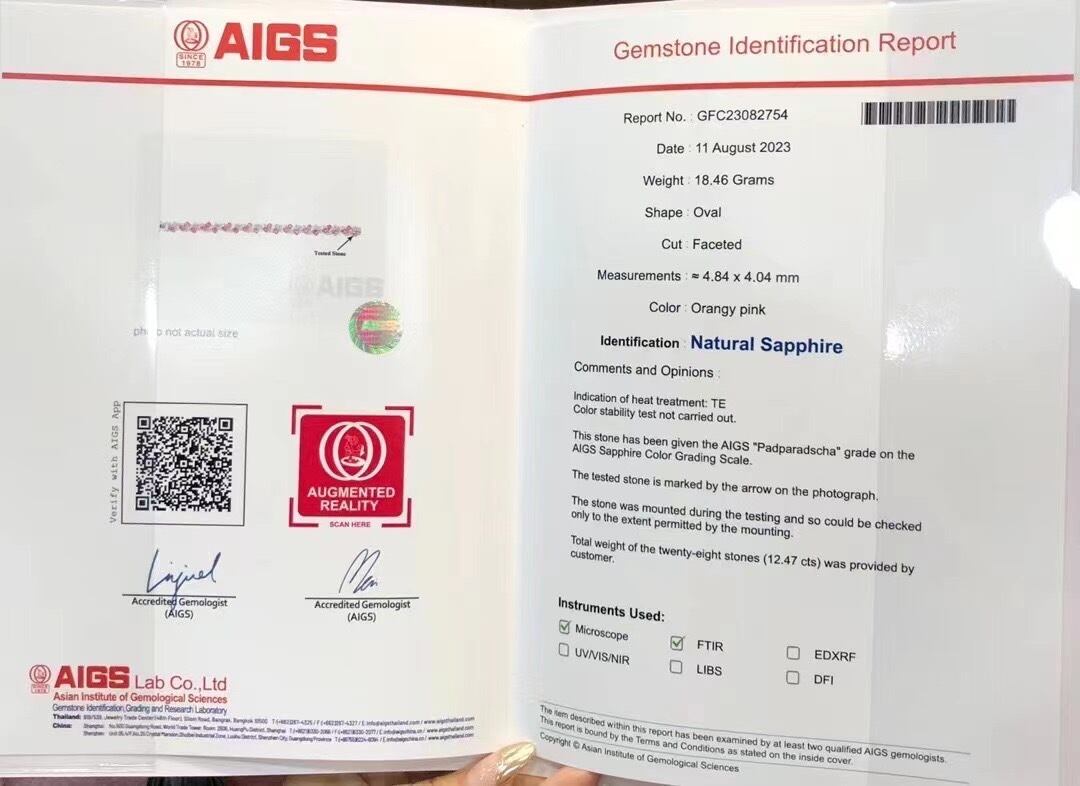 SINCE
1978
AIGS
Tested Stone
AIGS
photo not actual size
Verify with AIGS App
AUGMENTED
REALITY
SCAN HERE
Accredited Gemologist
(AIGS)
Accredited Gemologist
(AIGS)
AIGS Lab Co.,Ltd
Asian Institute of Gemological Sciences
Gemstone Identification,Grading and Research Laboratory
Gemstone Identification Report
Report No. : GFC23082754
Date : 11 August 2023
Weight : 18.46 Grams
Shape : Oval
Cut : Faceted
Measurements : ≈ 4.84 x 4.04 mm
Color : Orangy pink
Identification : Natural Sapphire
Comments and Opinions :
Indication of heat treatment: TE
Color stability test not carried out.
This stone has been given the AIGS "Padparadscha" grade on the
AIGS Sapphire Color Grading Scale.
The tested stone is marked by the arrow on the photograph.
The stone was mounted during the testing and so could be checked
only to the extent permitted by the mounting.
Total weight of the twenty-eight stones (12.47 cts) was provided by
customer.
Instruments Used:
Microscope
FTIR
EDXRF
UV/VIS/NIR
LIBS
DFI
The item described within this report has been examined by at least two qualified AIGS gemologists.
This report is bound by the Terms and Conditions as stated on the inside cover.
Copyright © Asian Institute of Gemological Sciences